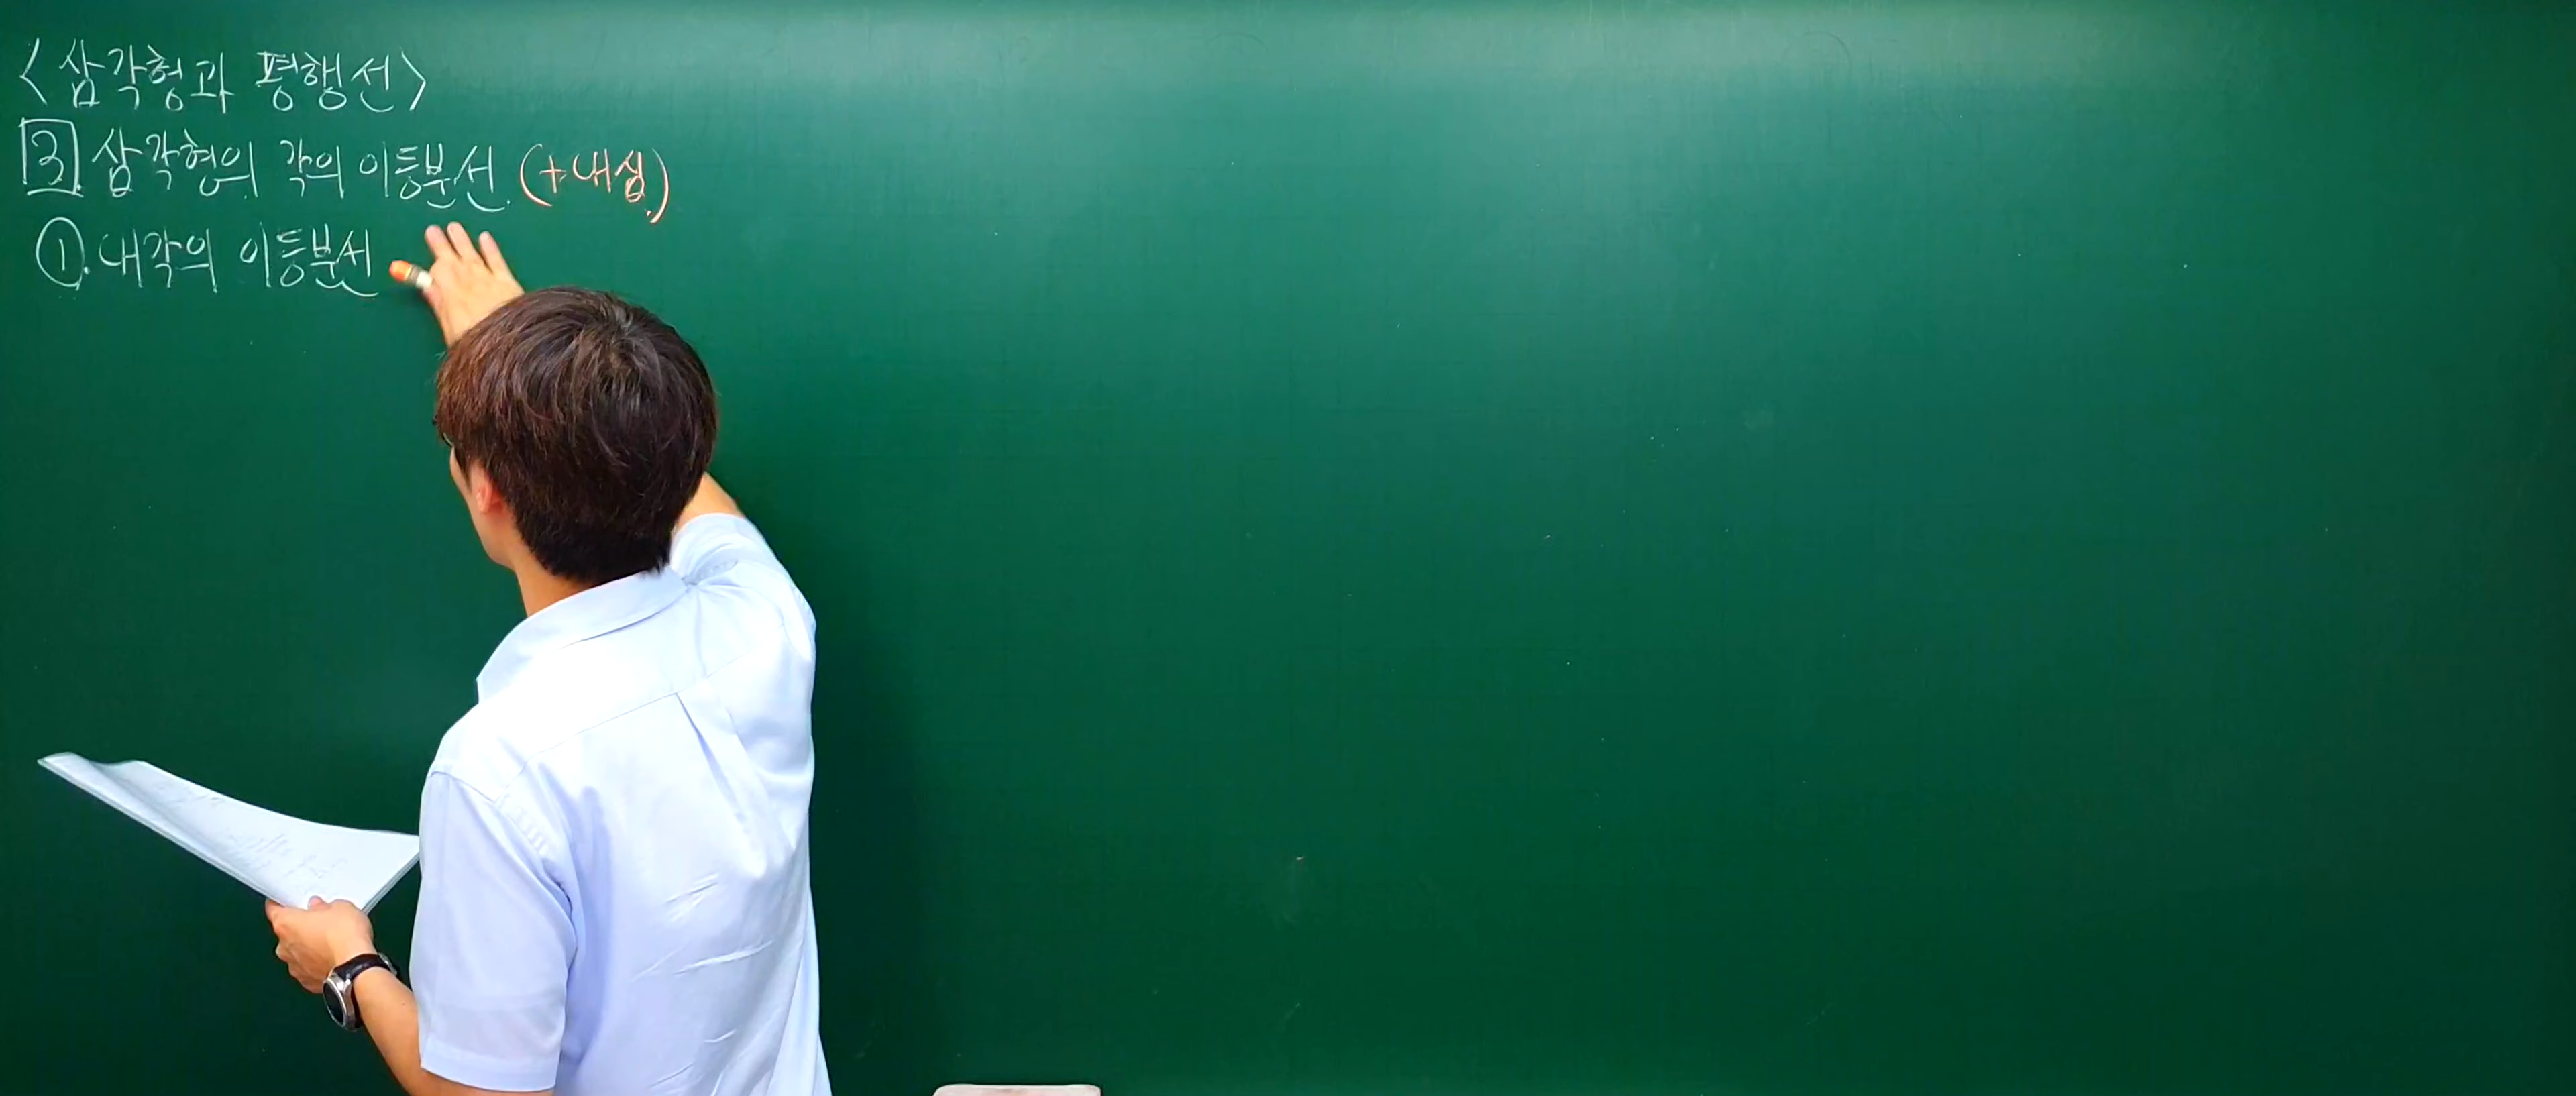 <삼각형과 평행선>
3 삼각형의 각의 이등분선 (+내심)
①. 내각의 이등분선